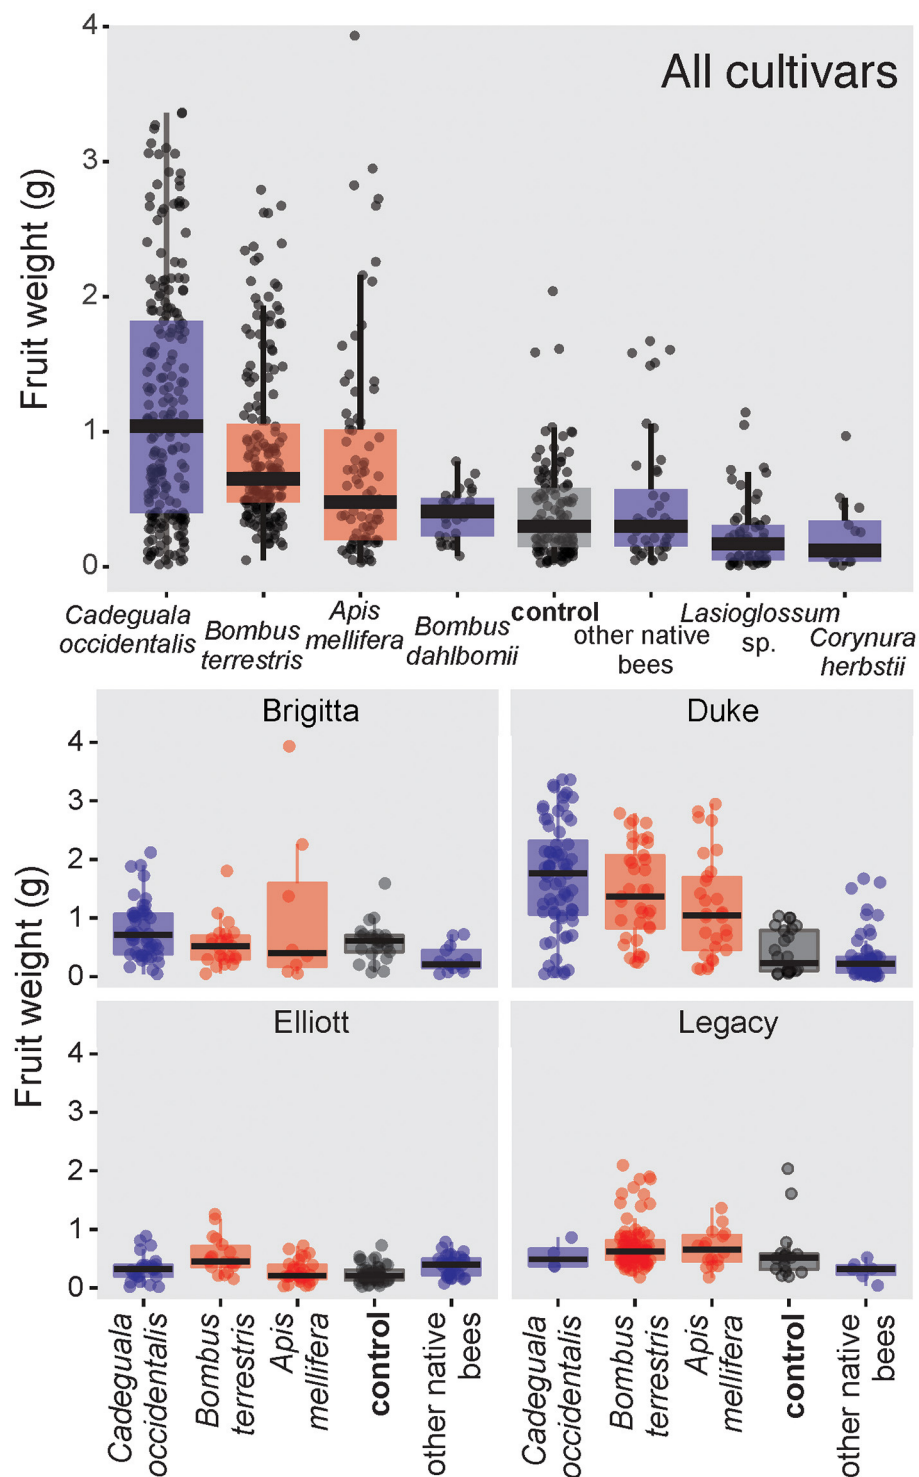 All cultivars
Fruit weight (g)
4
3
2
1
0
Cadeguala
occidentalis
Bombus
terrestris
Apis
mellifera
Bombus
dahlbomii
control
other native
bees
Lasioglossum
sp.
Corynura
herbstii
Brigitta
Duke
Fruit weight (g)
4
3
2
1
0
Elliott
Legacy
4
3
2
1
0
Cadeguala
occidentalis
Bombus
terrestris
Apis
mellifera
control
other native
bees
Cadeguala
occidentalis
Bombus
terrestris
Apis
mellifera
control
other native
bees